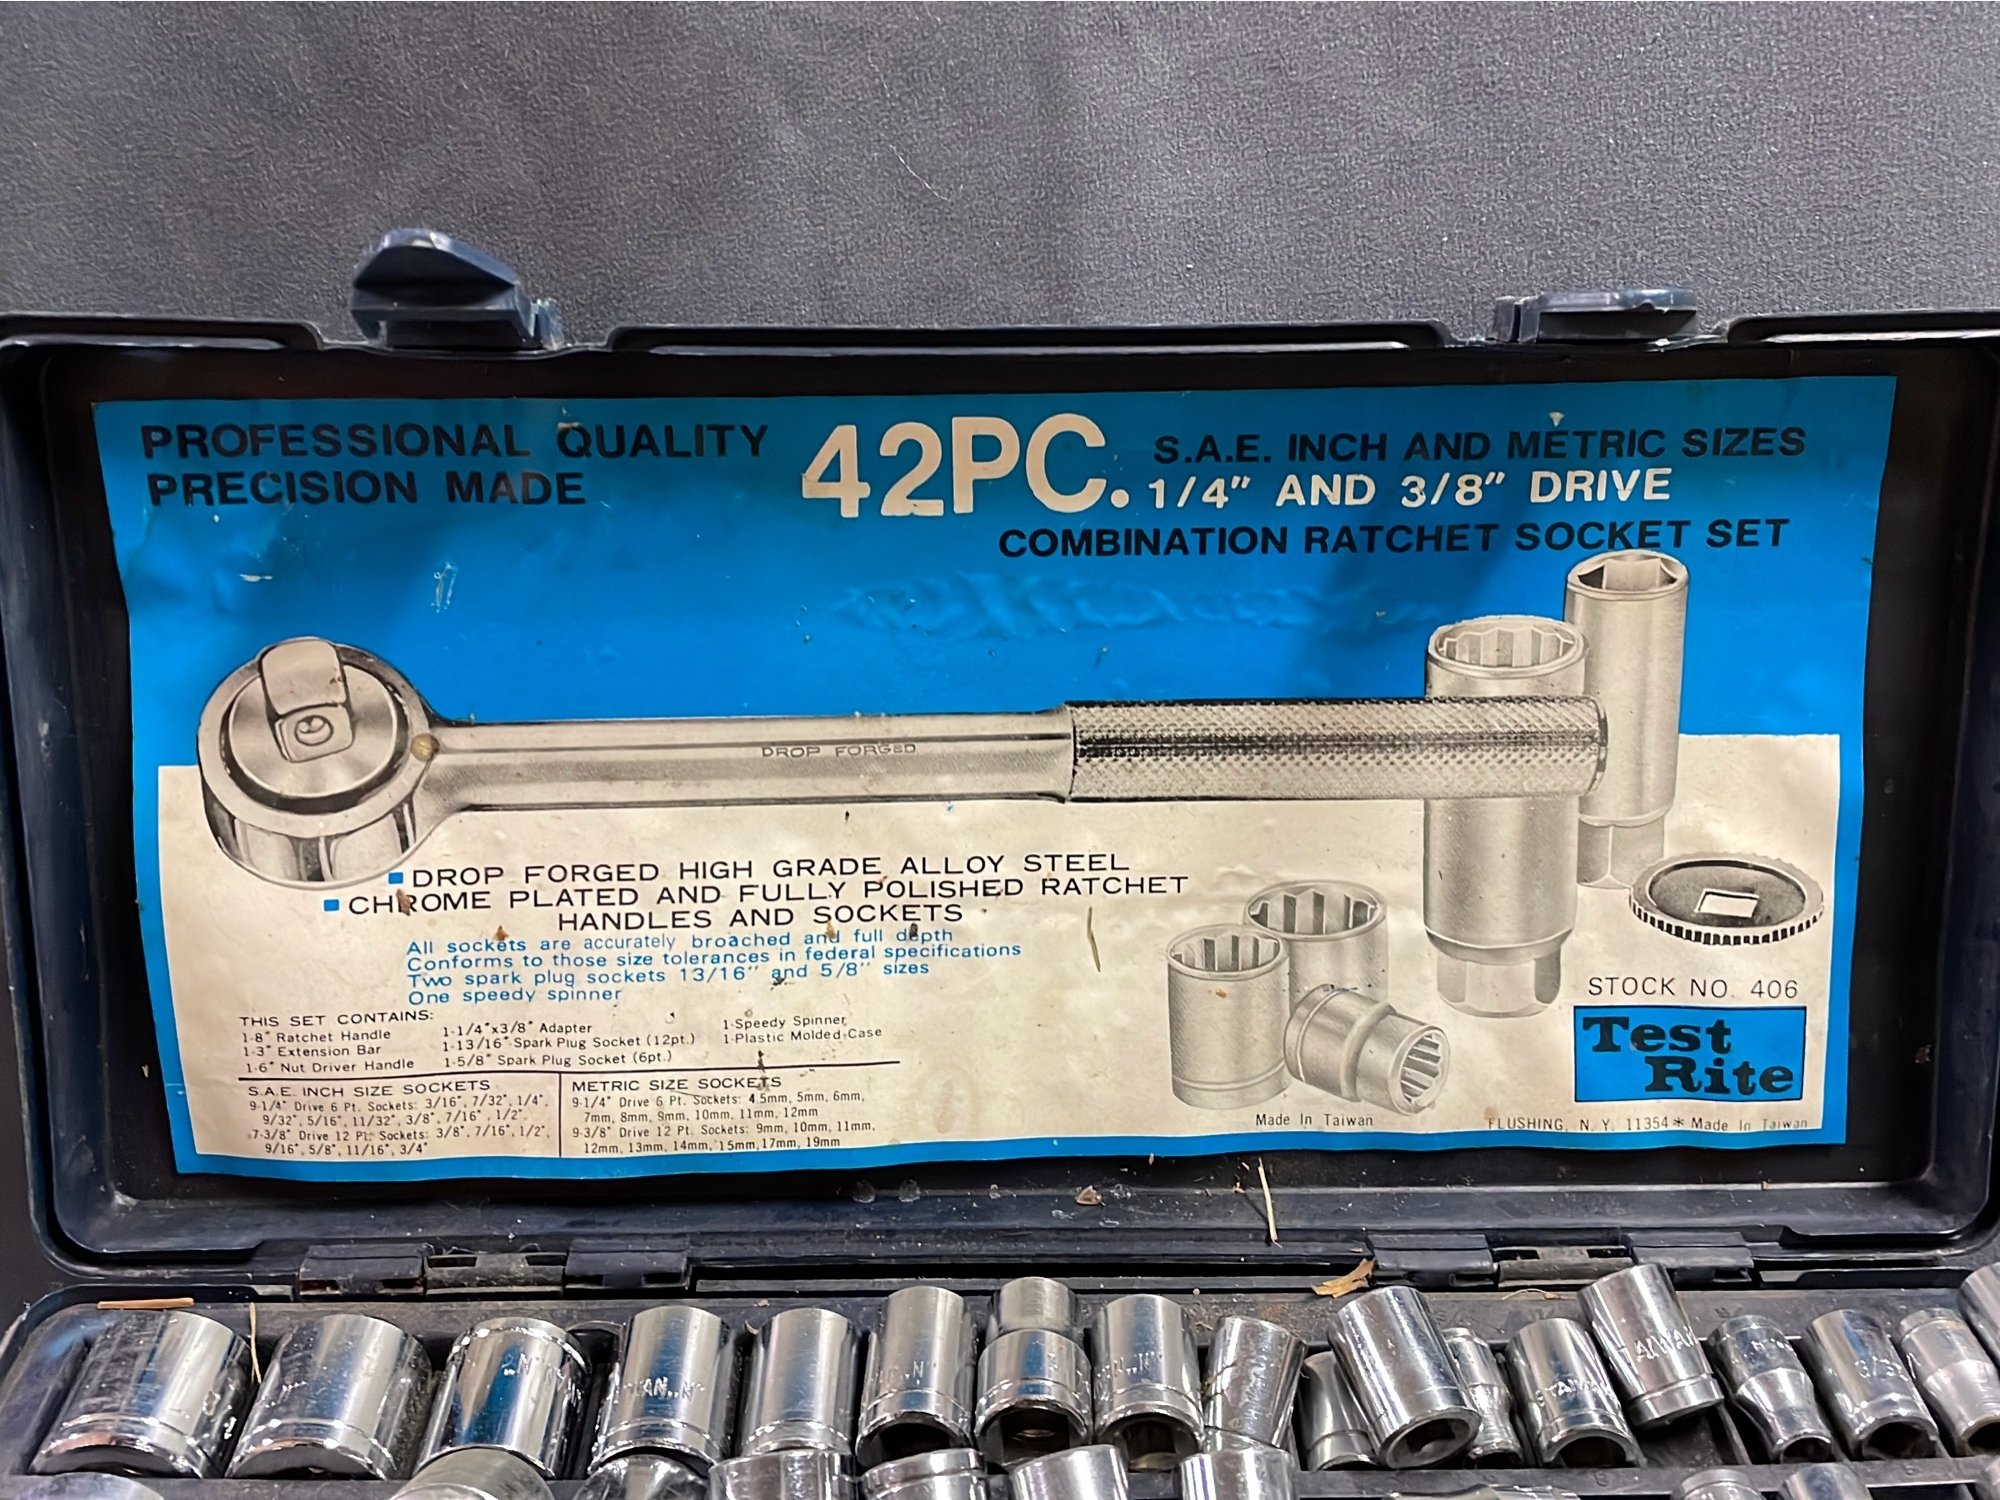 PROFESSIONAL QUALITY
PRECISION MADE
42PC.
S.A.E. INCH AND METRIC SIZES
1/4" AND 3/8" DRIVE
COMBINATION RATCHET SOCKET SET
DROP FORGED
DROP FORGED HIGH GRADE ALLOY STEEL
CHROME PLATED AND FULLY POLISHED RATCHET
HANDLES AND SOCKETS
All sockets are accurately broached and full depth
Conforms to those size tolerances in federal specifications
Two spark plug sockets 13/16" and 5/8" sizes
One speedy spinner
THIS SET CONTAINS:
1-8" Ratchet Handle
1-3" Extension Bar
1-6" Nut Driver Handle
1-1/4"x3/8" Adapter
1-13/16" Spark Plug Socket (12pt.)
1-5/8" Spark Plug Socket (6pt.)
1-Speedy Spinner
1-Plastic Molded Case
S.A.E. INCH SIZE SOCKETS
9-1/4" Drive 6 Pt. Sockets: 3/16", 7/32", 1/4",
9/32", 5/16", 11/32", 3/8", 7/16", 1/2"
7-3/8" Drive 12 Pt. Sockets: 3/8", 7/16", 1/2",
9/16", 5/8", 11/16", 3/4"
METRIC SIZE SOCKETS
9-1/4" Drive 6 Pt. Sockets: 4.5mm, 5mm, 6mm,
7mm, 8mm, 9mm, 10mm, 11mm, 12mm
9-3/8" Drive 12 Pt. Sockets: 9mm, 10mm, 11mm,
12mm, 13mm, 14mm, 15mm, 17mm, 19mm
STOCK NO. 406
Test
Rite
Made In Taiwan
FLUSHING, N. Y. 11354 * Made In Taiwan
TAIWAN